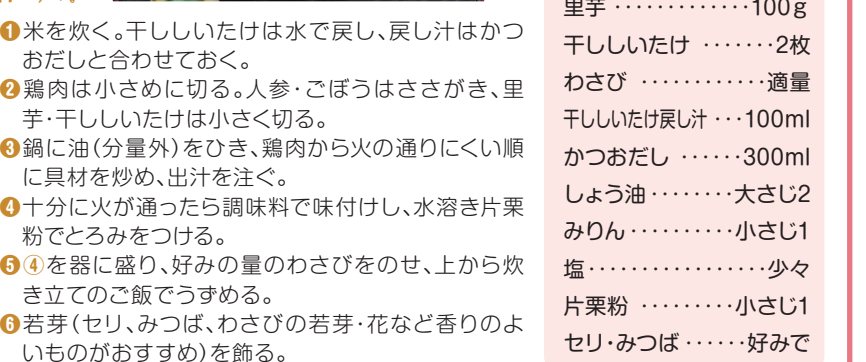 ❶米を炊く。干ししいたけは水で戻し、戻し汁はかつ
おだしと合わせておく。
❷鶏肉は小さめに切る。人参・ごぼうはささがき、里
芋・干ししいたけは小さく切る。
❸鍋に油(分量外)をひき、鶏肉から火の通りにくい順
に具材を炒め、出汁を注ぐ。
❹十分に火が通ったら調味料で味付けし、水溶き片栗
粉でとろみをつける。
❺④を器に盛り、好みの量のわさびをのせ、上から炊
き立てのご飯でうずめる。
❻若芽(セリ、みつば、わさびの若芽・花など香りのよ
いものがおすすめ)を飾る。
里芋 ・・・・・・・・・・・・・100g
干ししいたけ ・・・・・・・2枚
わさび ・・・・・・・・・・・・適量
干ししいたけ戻し汁・・・100ml
かつおだし ・・・・・・300ml
しょう油・・・・・・・・大さじ2
みりん・・・・・・・・・・小さじ1
塩・・・・・・・・・・・・・・・・・少々
片栗粉 ・・・・・・・・・小さじ1
セリ・みつば・・・・・・好みで